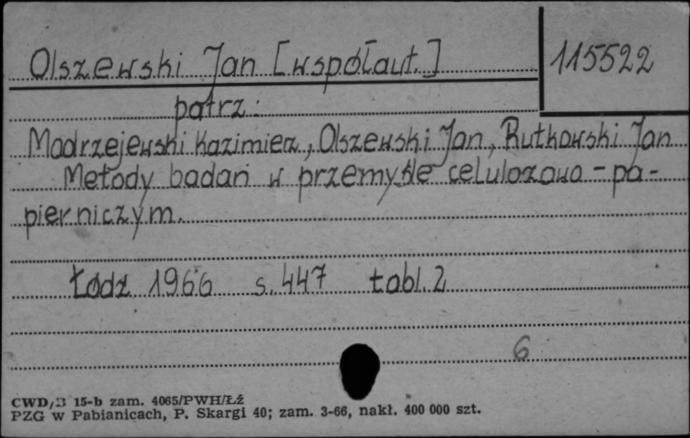 Olszewski Jan [współaut.] 115522
patrz:
Modrzejewski Kazimierz, Olszewski Jan, Rutkowski Jan
Metody badań w przemyśle celulozowo-pa-
pierniczym.
Łódz 1966 s. 447 tabl. 2
6
CWD/B 15-b zam. 4065/PWH/Łź
PZG w Pabianicach, P. Skargi 40; zam. 3-66, nakł. 400 000 szt.